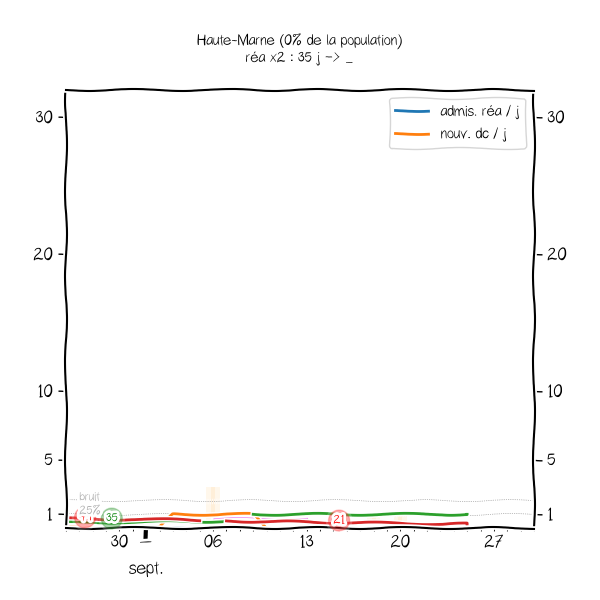 Haute-Marne (0% de la population)
réa x2 : 35 j -> _
admis. réa / j
nouv. dc / j
30 30
20 20
10 10
5 5
... bruit
25%
35
21
1 1
30 06 13 20 27
sept.